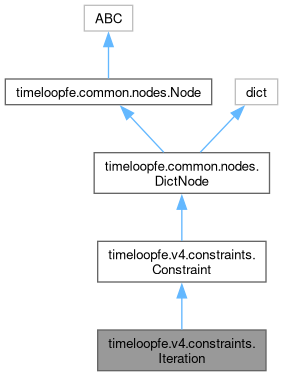 ABC
timeloopfe.common.nodes.Node
dict
timeloopfe.common.nodes.
DictNode
timeloopfe.v4.constraints.
Constraint
timeloopfe.v4.constraints.
Iteration